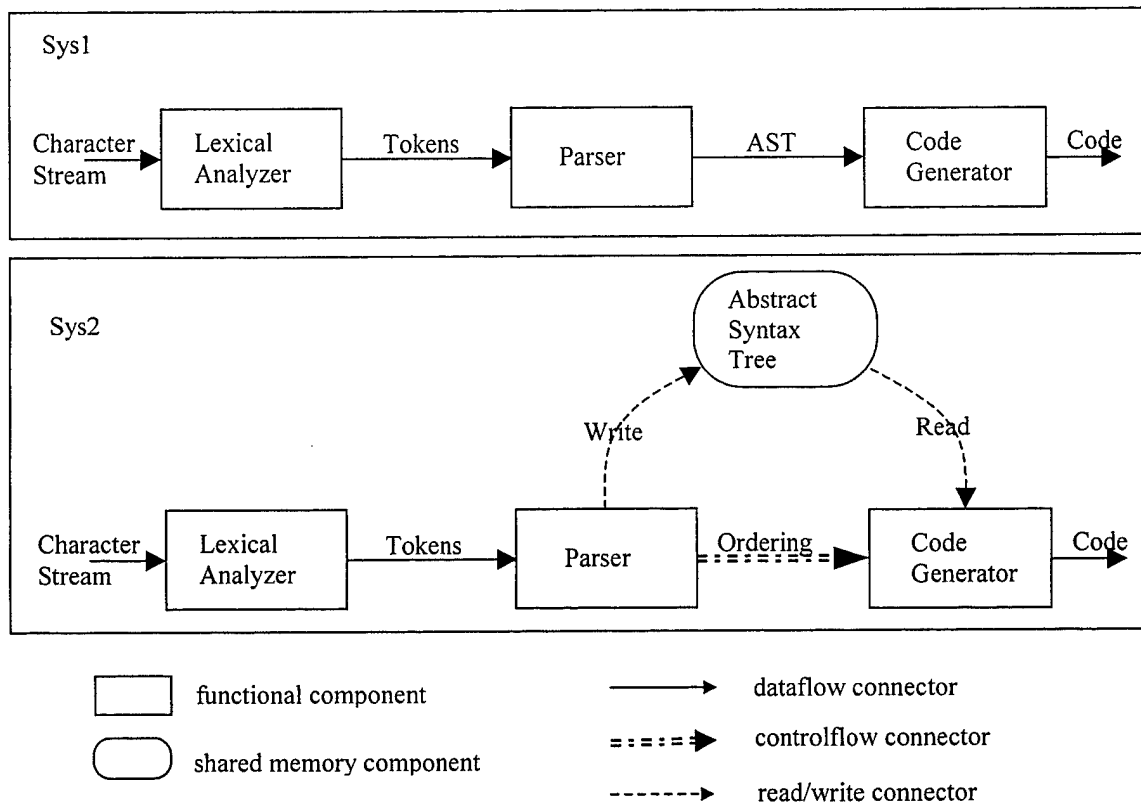 Sys1
Character
Stream
Lexical
Analyzer
Tokens
Parser
AST
Code
Generator
Code
Sys2
Abstract
Syntax
Tree
Write
Read
Character
Stream
Lexical
Analyzer
Tokens
Parser
Ordering
Code
Generator
Code
functional component
dataflow connector
controlflow connector
shared memory component
read/write connector